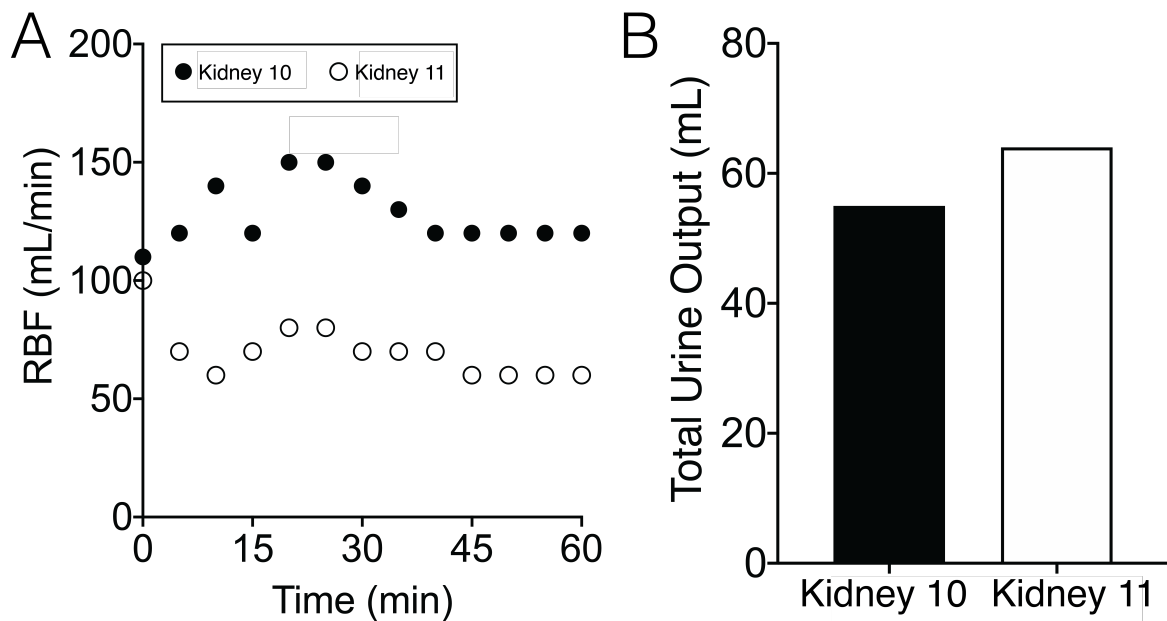 A
200
150
100
50
0
RBF (mL/min)
Kidney 10
Kidney 11
0 15 30 45 60
Time (min)
B
80
60
40
20
0
Total Urine Output (mL)
Kidney 10 Kidney 11